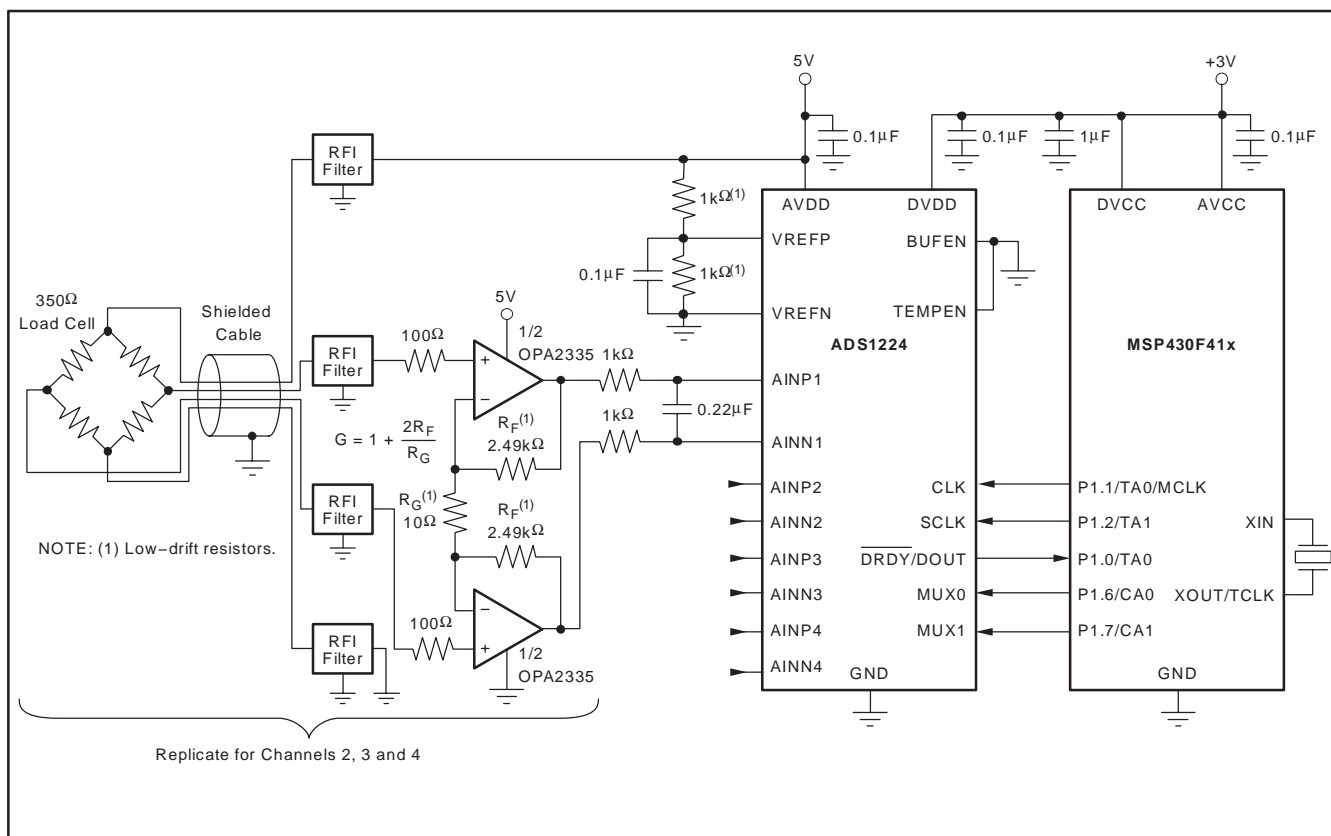 5V
+3V
0.1μF
0.1μF
1μF
0.1μF
RFI
Filter
1kΩ(1)
AVDD
DVDD
DVCC
AVCC
VREFP
BUFEN
0.1μF
1kΩ(1)
350Ω
Load Cell
Shielded
Cable
5V
VREFN
TEMPEN
100Ω
1/2
OPA2335
ADS1224
MSP430F41x
RFI
Filter
1kΩ
AINP1
0.22μF
RF(1)
2.49kΩ
1kΩ
G = 1 + 2RF
RG
AINN1
AINP2
CLK
P1.1/TA0/MCLK
RG(1)
10Ω
RF(1)
2.49kΩ
AINN2
SCLK
P1.2/TA1
XIN
RFI
Filter
NOTE: (1) Low−drift resistors.
AINP3
DRDY/DOUT
P1.0/TA0
AINN3
MUX0
P1.6/CA0
XOUT/TCLK
100Ω
AINP4
MUX1
P1.7/CA1
RFI
Filter
1/2
OPA2335
AINN4
GND
GND
Replicate for Channels 2, 3 and 4